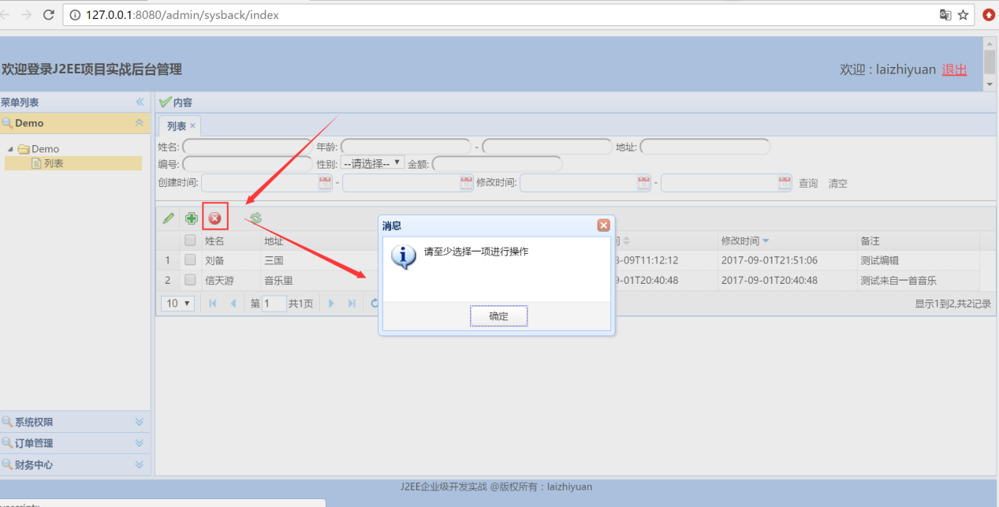 127.0.0.1:8080/admin/sysback/index
欢迎登录J2EE项目实战后台管理
欢迎 : laizhiyuan 退出
菜单列表
内容
Demo
列表 ×
Demo
列表
姓名: 年龄: - 地址:
编号: 性别: --请选择-- 金额:
创建时间: - 修改时间: - 查询 清空
消息
请至少选择一项进行操作
确定
姓名 地址 修改时间 备注
1 刘备 三国 -09T11:12:12 2017-09-01T21:51:06 测试编辑
2 信天游 音乐里 -01T20:40:48 2017-09-01T20:40:48 测试来自一首音乐
10 第 1 共1页 显示1到2,共2记录
系统权限
订单管理
财务中心
J2EE企业级开发实战 @版权所有 : laizhiyuan